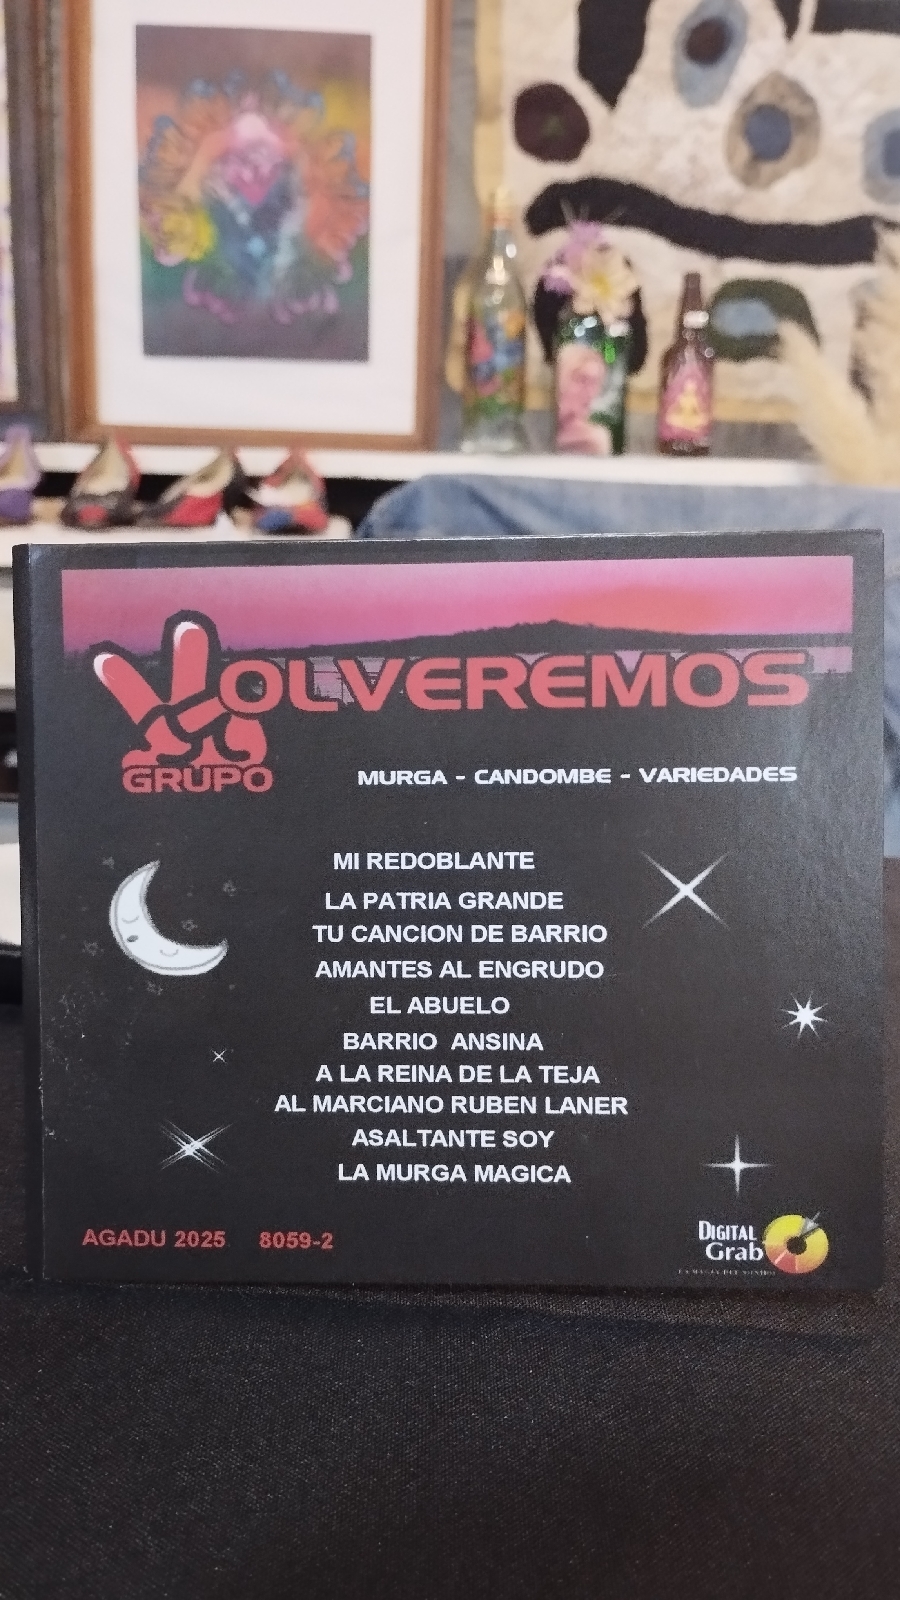 VOLVEREMOS
GRUPO
MURGA - CANDOMBE - VARIEDADES
MI REDOBLANTE
LA PATRIA GRANDE
TU CANCION DE BARRIO
AMANTES AL ENGRUDO
EL ABUELO
BARRIO ANSINA
A LA REINA DE LA TEJA
AL MARCIANO RUBEN LANER
ASALTANTE SOY
LA MURGA MAGICA
AGADU 2025 8059-2
DIGITAL
Grab